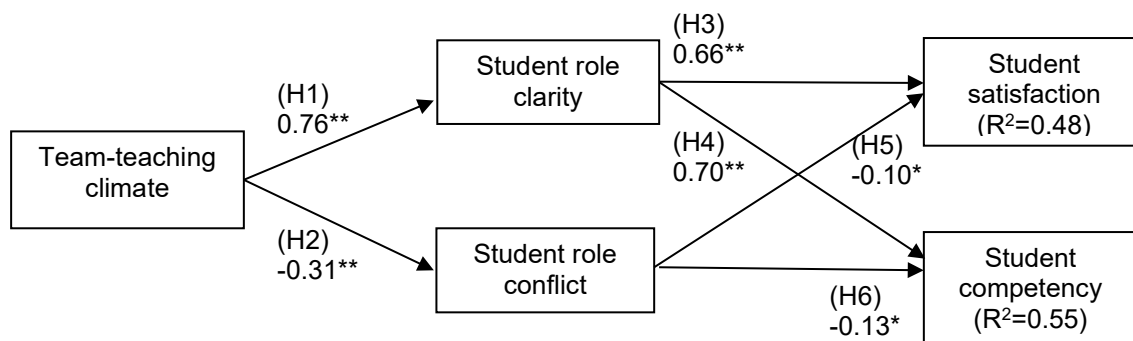 (H3)
0.66**
Student role
clarity
Student
satisfaction
(R²=0.48)
(H1)
0.76**
Team-teaching
climate
(H4)
0.70**
(H5)
-0.10*
(H2)
-0.31**
Student role
conflict
Student
competency
(R²=0.55)
(H6)
-0.13*